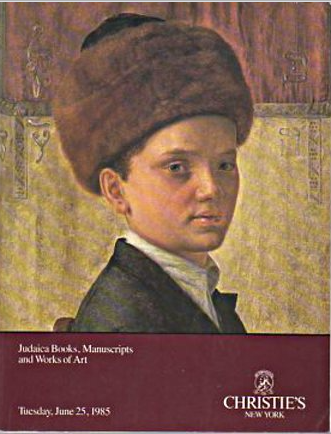 Judaica Books, Manuscripts
and Works of Art
Tuesday, June 25, 1985
CHRISTIE'S
NEW YORK